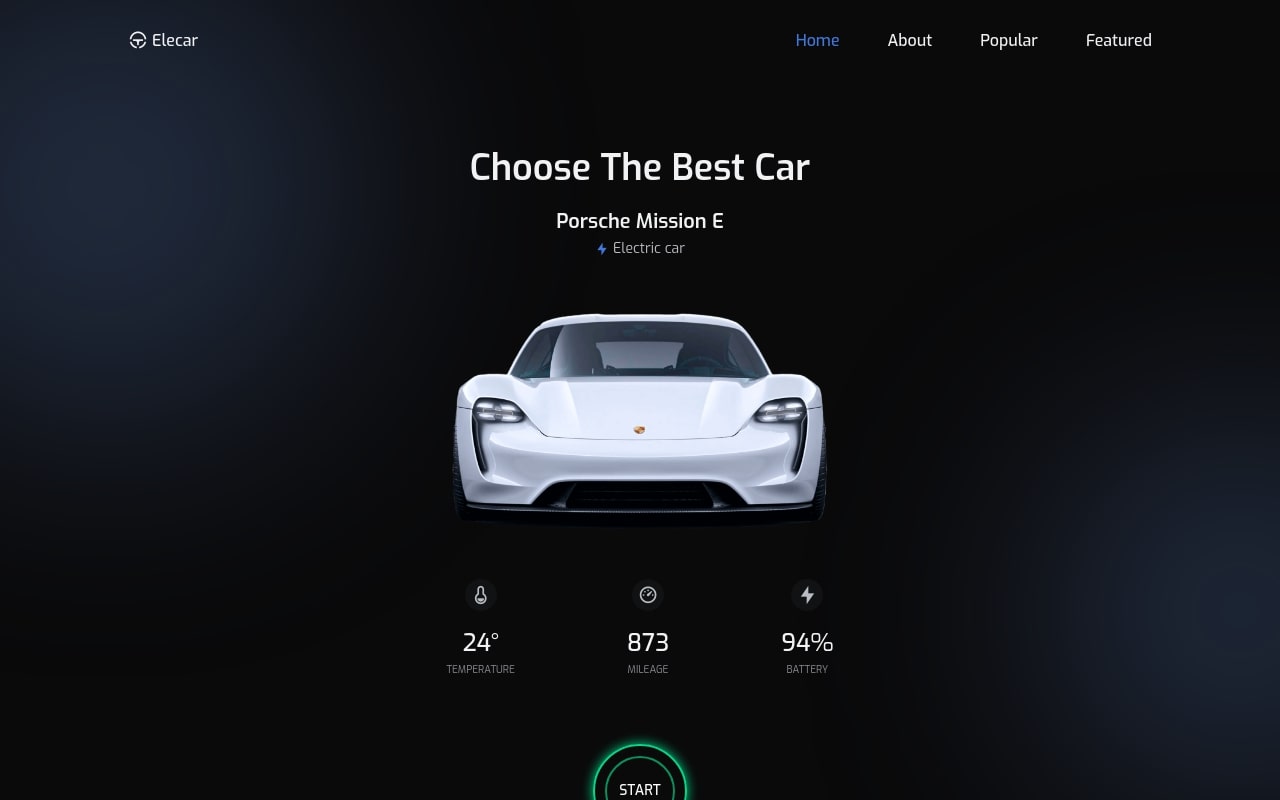 Elecar
Home About Popular Featured
Choose The Best Car
Porsche Mission E
Electric car
24° 873 94%
TEMPERATURE MILEAGE BATTERY
START